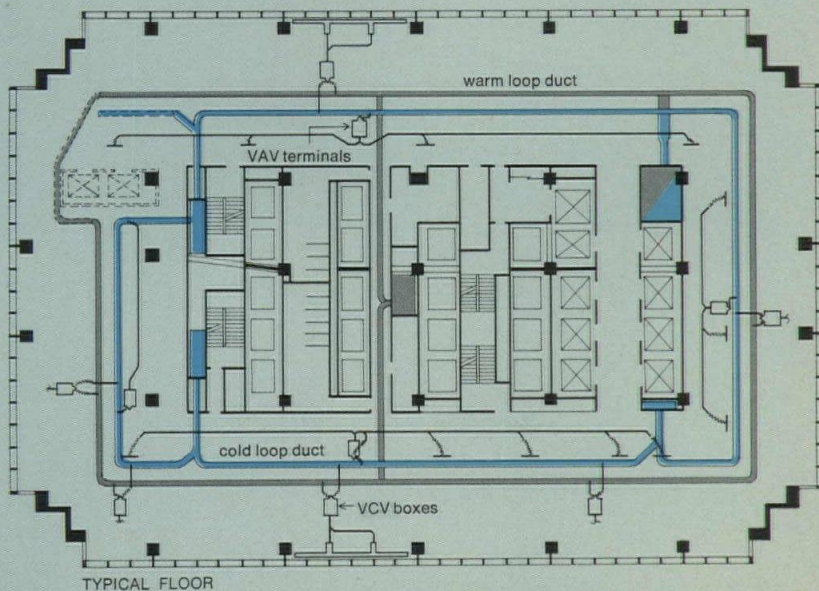 warm loop duct
VAV terminals
cold loop duct
VCV boxes
TYPICAL FLOOR